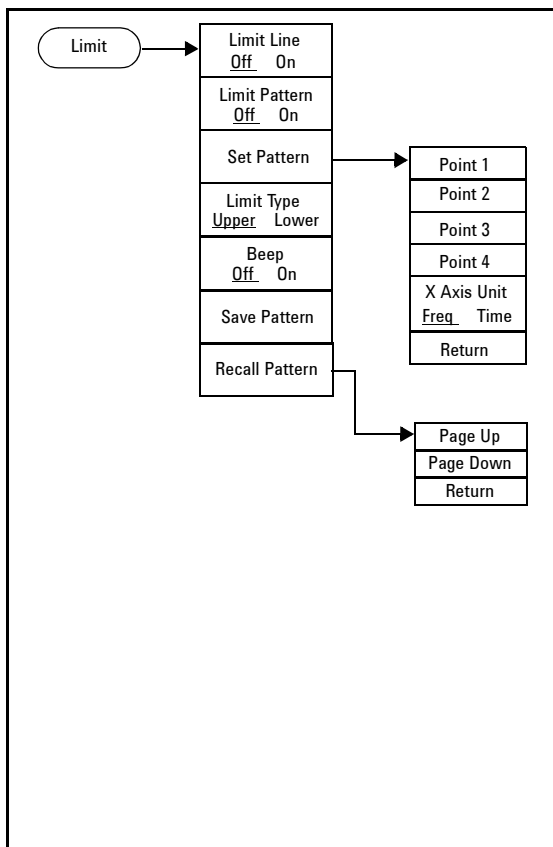 Limit
Limit Line
Off On
Limit Pattern
Off On
Set Pattern
Limit Type
Upper Lower
Beep
Off On
Save Pattern
Recall Pattern
Point 1
Point 2
Point 3
Point 4
X Axis Unit
Freq Time
Return
Page Up
Page Down
Return